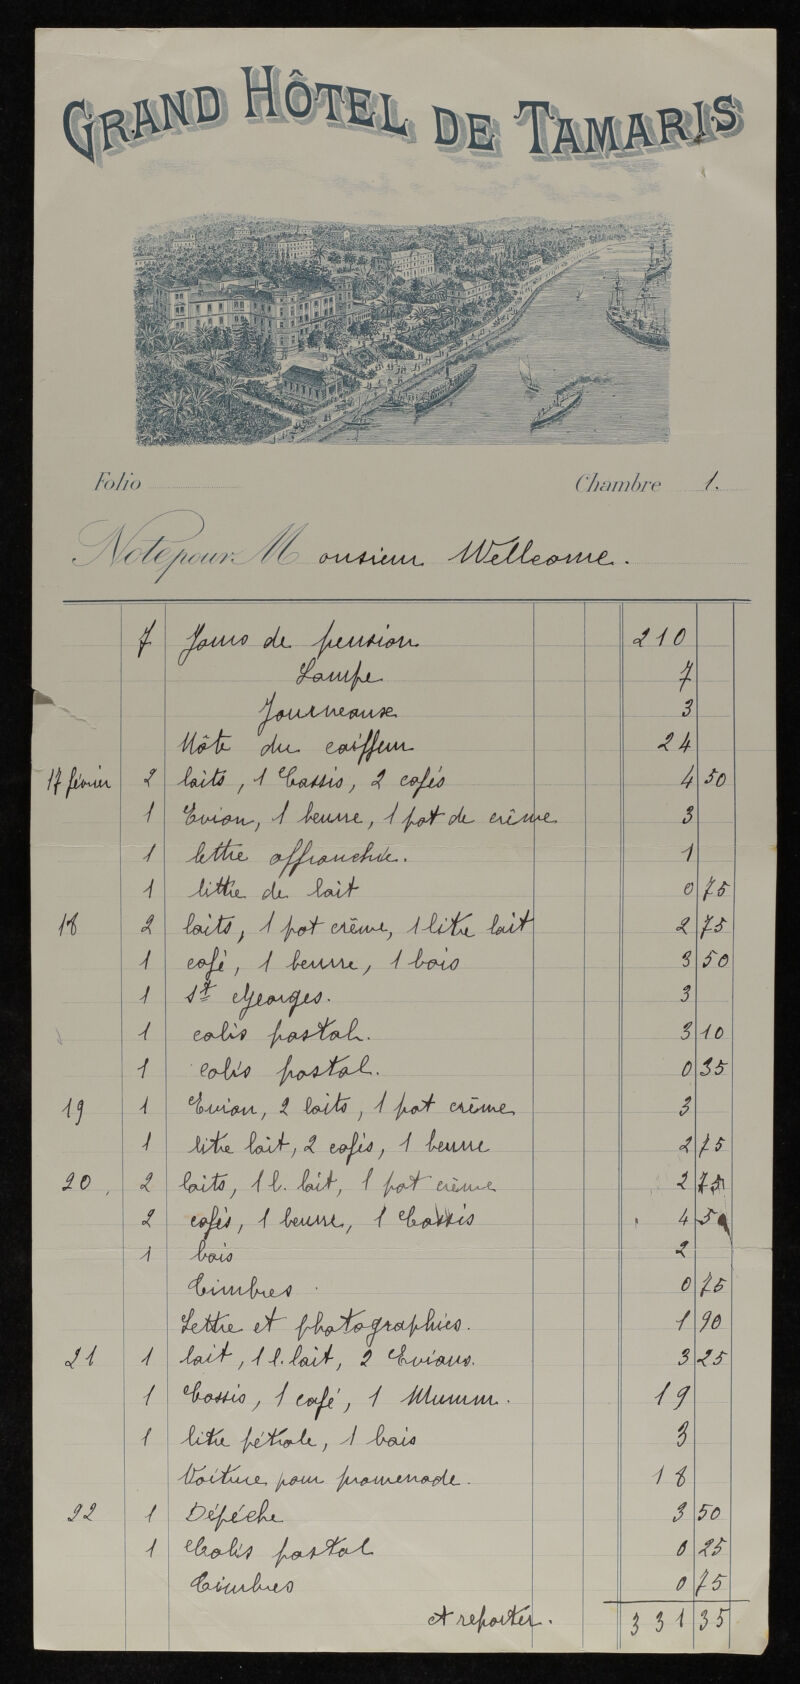 GRAND HÔTEL DE TAMARIS
Folio Chambre 1.
Note pour M onsieur Wellcome.
7 Jours de pension 210
Lampe 7
Journeaux 3
Nôte du coiffeur 24
17 février 2 laits, 1 Cassis, 2 cafés 4 50
1 Evian, 1 beurre, 1 pot de crême 3
1 lettre affranchie. 1
1 littre de lait 0 75
18 2 laits, 1 pot crême, 1 litre lait 2 75
1 café, 1 beurre, 1 bois 3 50
1 St Georges. 3
1 colis postal. 3 10
1 colis postal. 0 35
19 1 Evian, 2 laits, 1 pot crême 3
1 litre lait, 2 cafés, 1 beurre 2 75
20 2 laits, 1 l. lait, 1 pot crème 2 75
2 cafés, 1 beurre, 1 Cassis 4 50
1 bois 2
Timbres 0 75
Lettre et photographies. 1 90
21 1 lait, 1 l. lait, 2 Evians. 3 25
1 Cassis, 1 café, 1 Mumm. 19
1 litre pétrole, 1 bois 3
Voiture pour promenade. 18
22 1 Dépêche 3 50
1 Colis postal 0 25
Timbres 0 75
A reporter. 331 35